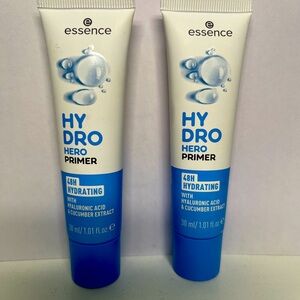 essence
HY
DRO
HERO
PRIMER
48H
HYDRATING
WITH
HYALURONIC ACID
& CUCUMBER EXTRACT
30 ml/1.01 fl.oz e
essence
HY
DRO
HERO
PRIMER
48H
HYDRATING
WITH
HYALURONIC ACID
& CUCUMBER EXTRACT
30 ml/1.01 fl.oz e